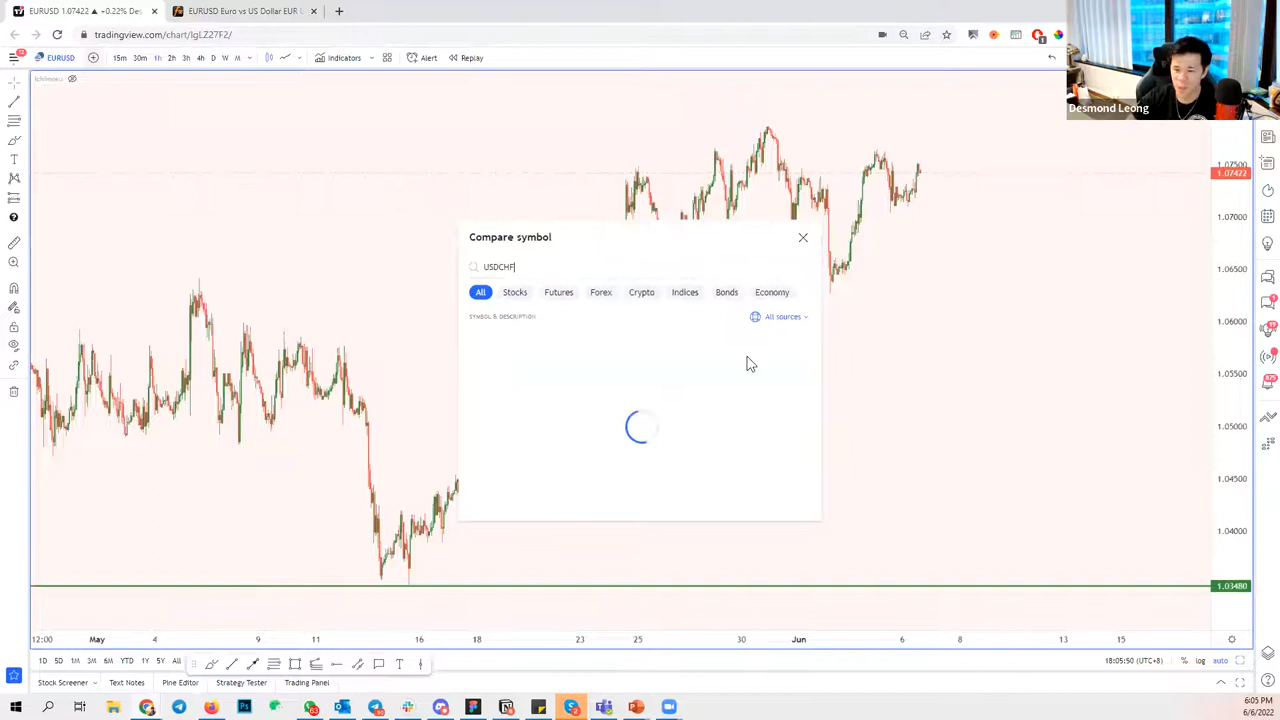 EURUSD 1.07422 ▲ +0.22% Des
EURUSD Euro vs US Dollar EUR
tradingview.com/chart/lgLZ27F2/
EURUSD
15m 30m 1h 2h 3h 4h D W M
Indicators
Alert
Replay
Ichimoku
Desmond Leong
1.07500
1.07422
1.07000
1.06500
1.06000
1.05500
1.05000
1.04500
1.04000
1.03480
Compare symbol
USDCHF
All Stocks Futures Forex Crypto Indices Bonds Economy
SYMBOL & DESCRIPTION
All sources
12:00 May 4 9 11 16 18 23 25 30 Jun 6 8 13 15
1D 5D 1M 3M 6M YTD 1Y 5Y All
18:05:50 (UTC+8) % log auto
Stock Screener Text Notes Pine Editor Strategy Tester Trading Panel
6:05 PM
6/6/2022